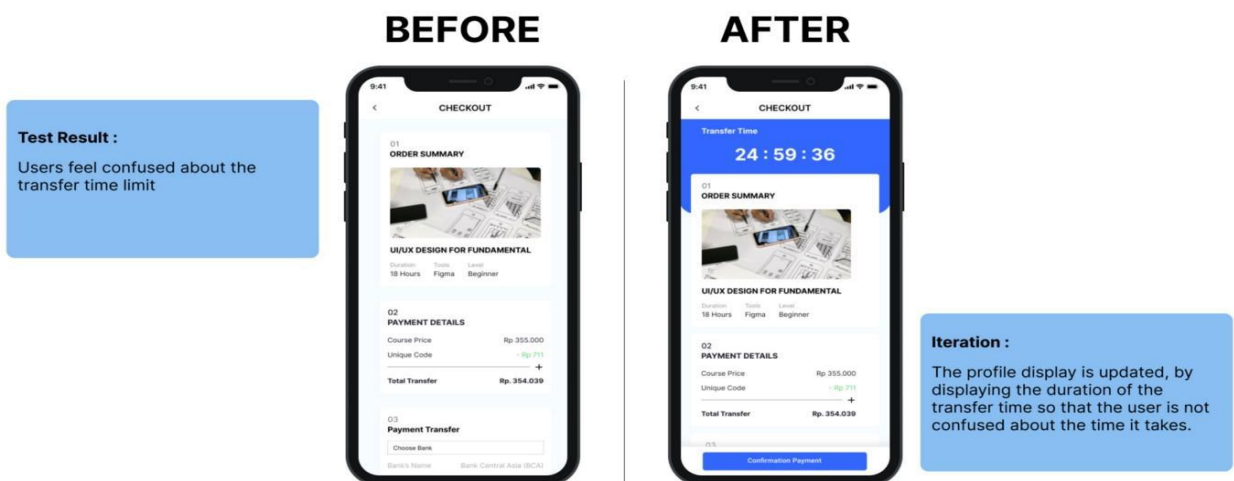 BEFORE
AFTER
Test Result :
Users feel confused about the
transfer time limit
9:41
CHECKOUT
01
ORDER SUMMARY
UI/UX DESIGN FOR FUNDAMENTAL
Duration Tools Level
18 Hours Figma Beginner
02
PAYMENT DETAILS
Course Price Rp 355.000
Unique Code - Rp 711
+
Total Transfer Rp. 354.039
03
Payment Transfer
Choose Bank
Bank's Name Bank Central Asia (BCA)
9:41
CHECKOUT
Transfer Time
24 : 59 : 36
01
ORDER SUMMARY
UI/UX DESIGN FOR FUNDAMENTAL
Duration Tools Level
18 Hours Figma Beginner
02
PAYMENT DETAILS
Course Price Rp 355.000
Unique Code - Rp 711
+
Total Transfer Rp. 354.039
03
Confirmation Payment
Iteration :
The profile display is updated, by
displaying the duration of the
transfer time so that the user is not
confused about the time it takes.